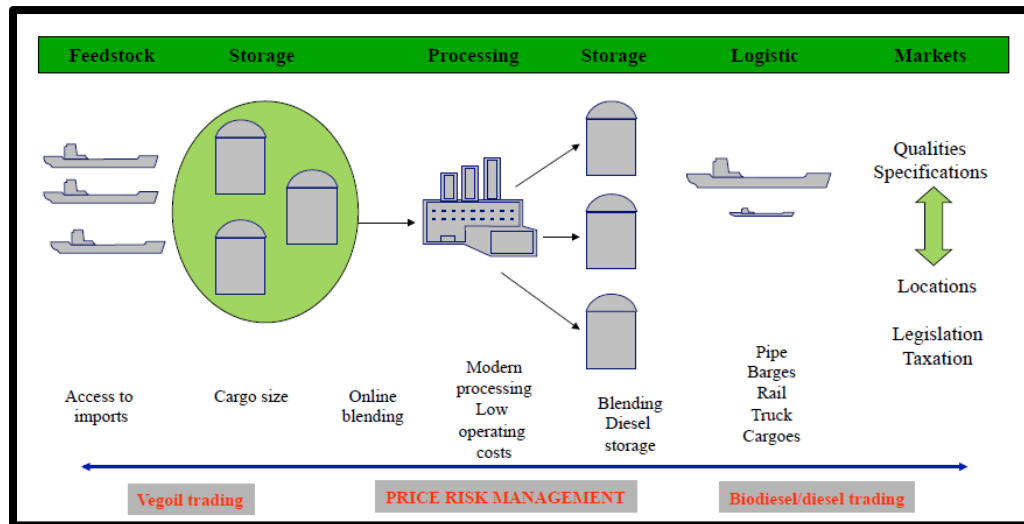 Feedstock Storage Processing Storage Logistic Markets
Qualities
Specifications
Locations
Legislation
Taxation
Access to
imports
Cargo size
Online
blending
Modern
processing
Low
operating
costs
Blending
Diesel
storage
Pipe
Barges
Rail
Truck
Cargoes
Vegoil trading
PRICE RISK MANAGEMENT
Biodiesel/diesel trading